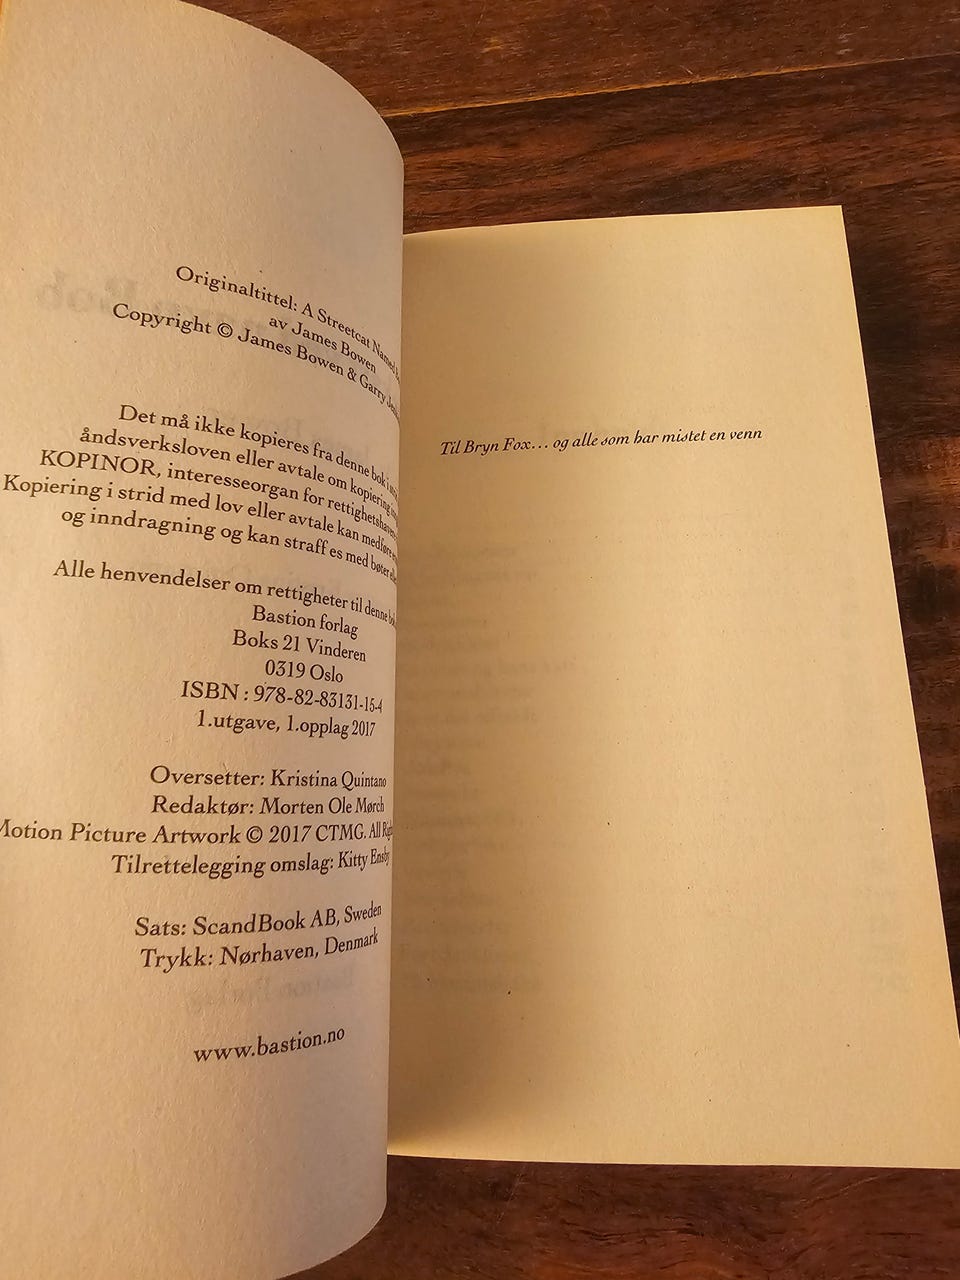 Originaltittel: A Streetcat Named
av James Bowen
Copyright © James Bowen & Garry
Det må ikke kopieres fra denne bok i
åndsverksloven eller avtale om kopiering
KOPINOR, interesseorgan for
Kopiering i strid med lov eller avtale kan medføre
og inndragning og kan straff es med bøter
Alle henvendelser om rettigheter til denne
Bastion forlag
Boks 21 Vinderen
0319 Oslo
ISBN : 978-82-83131-15-4
1.utgave, 1.opplag 2017
Oversetter: Kristina Quintano
Redaktør: Morten Ole Mørch
Motion Picture Artwork © 2017 CTMG. All
Tilrettelegging omslag: Kitty Ensby
Sats: ScandBook AB, Sweden
Trykk: Nørhaven, Denmark
www.bastion.no
Til Bryn Fox... og alle som har mistet en venn